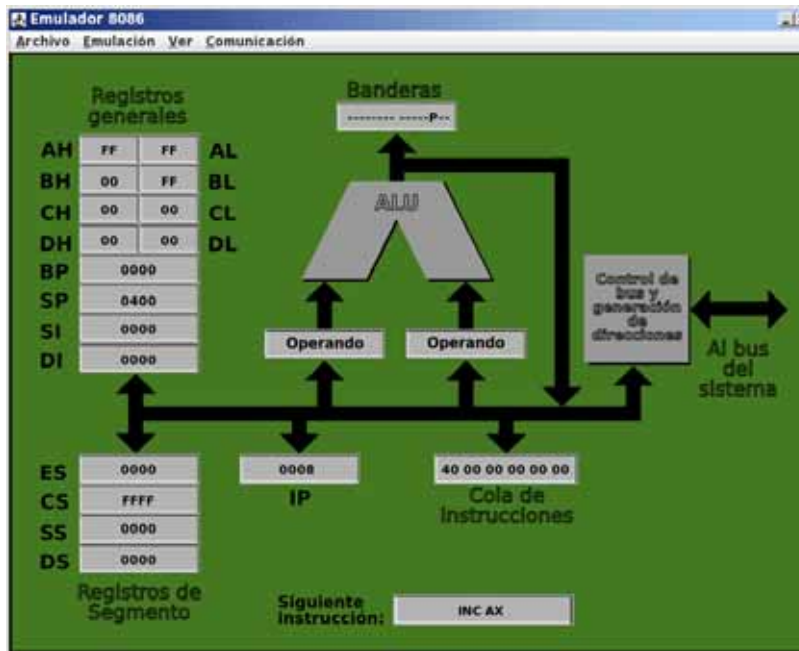 Emulador 8086
Archivo Emulación Ver Comunicación
Registros
generales
AH FF FF AL
BH 00 FF BL
CH 00 00 CL
DH 00 00 DL
BP 0000
SP 0400
SI 0000
DI 0000
Banderas
-------- -----P--
ALU
Operando
Operando
Control de
bus y
generación
de
direcciones
Al bus
del
sistema
ES 0000
CS FFFF
SS 0000
DS 0000
Registros de
Segmento
0008
IP
40 00 00 00 00 00
Cola de
instrucciones
Siguiente
instrucción:
INC AX